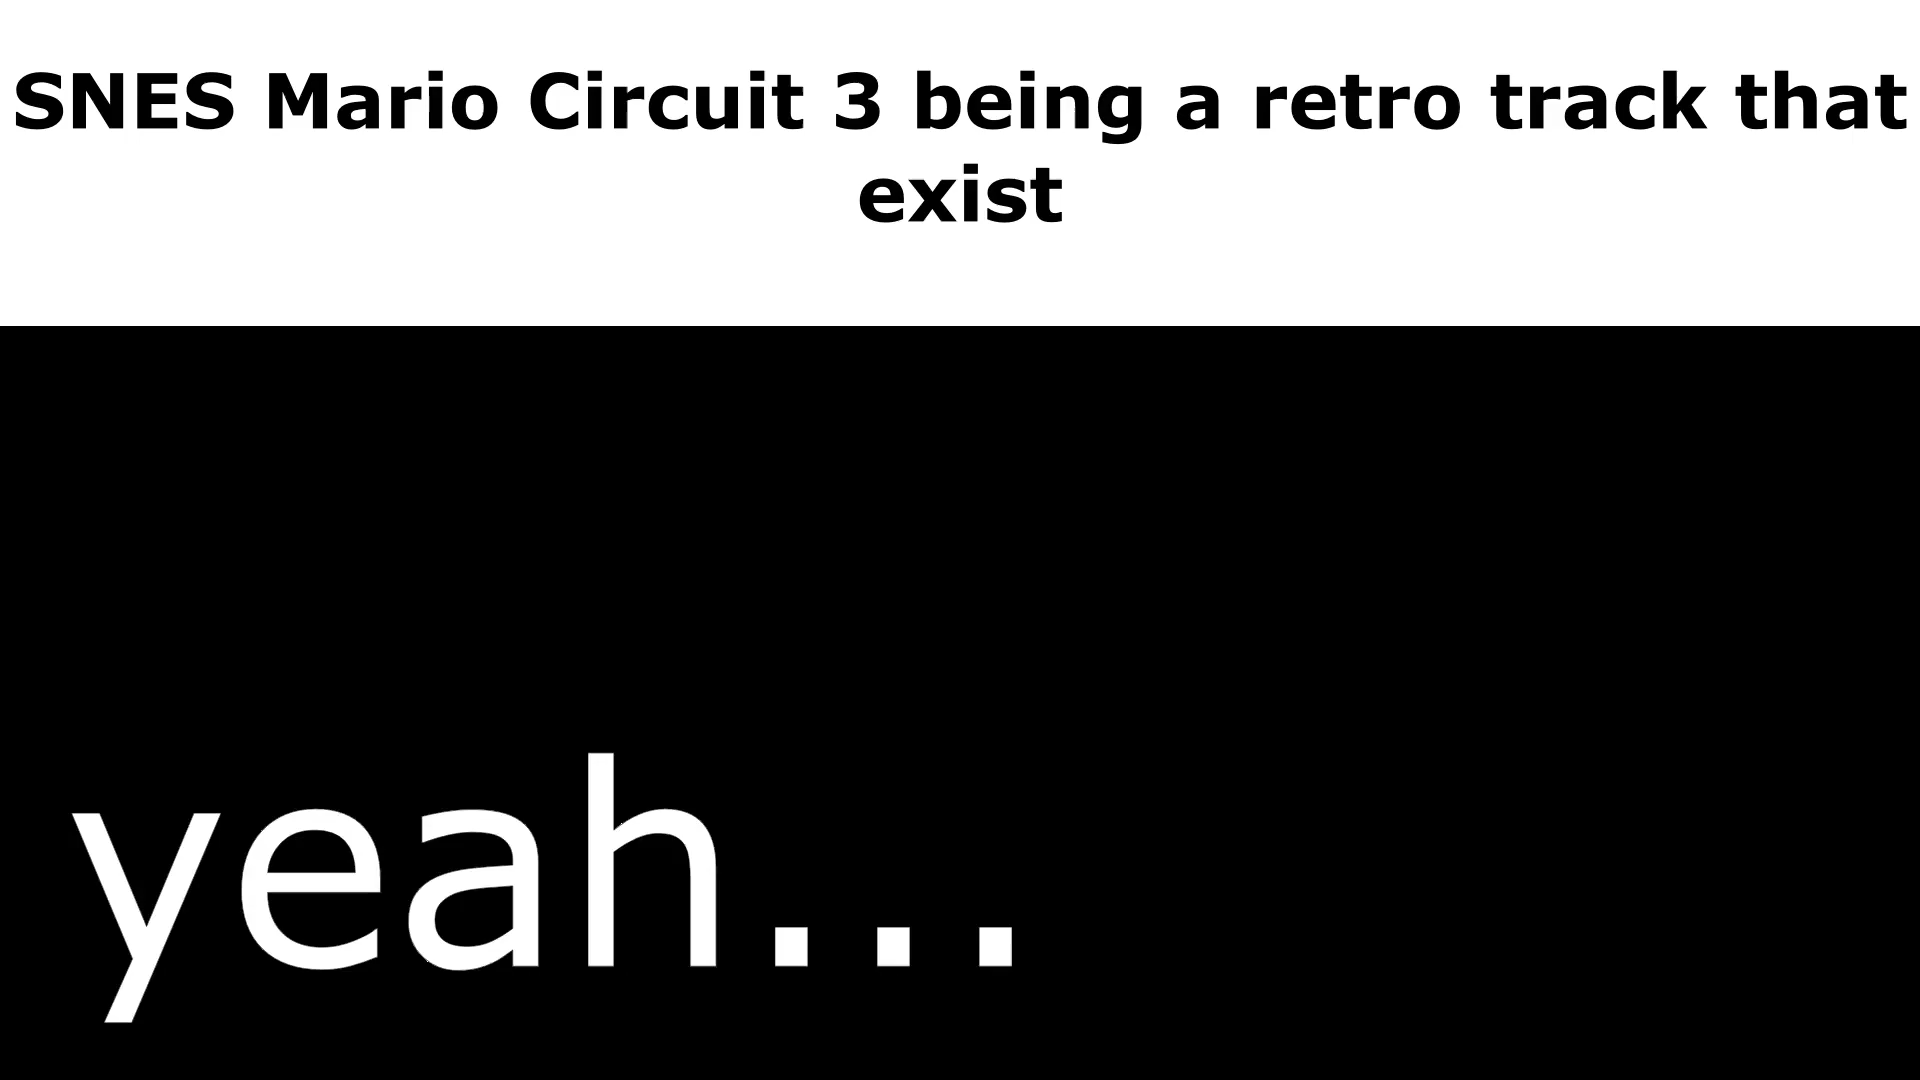 SNES Mario Circuit 3 being a retro track that
exist
yeah...